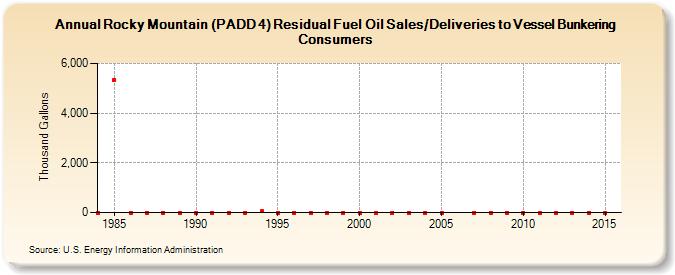 Annual Rocky Mountain (PADD 4) Residual Fuel Oil Sales/Deliveries to Vessel Bunkering
Consumers
Thousand Gallons
6,000
4,000
2,000
0
1985 1990 1995 2000 2005 2010 2015
Source: U.S. Energy Information Administration